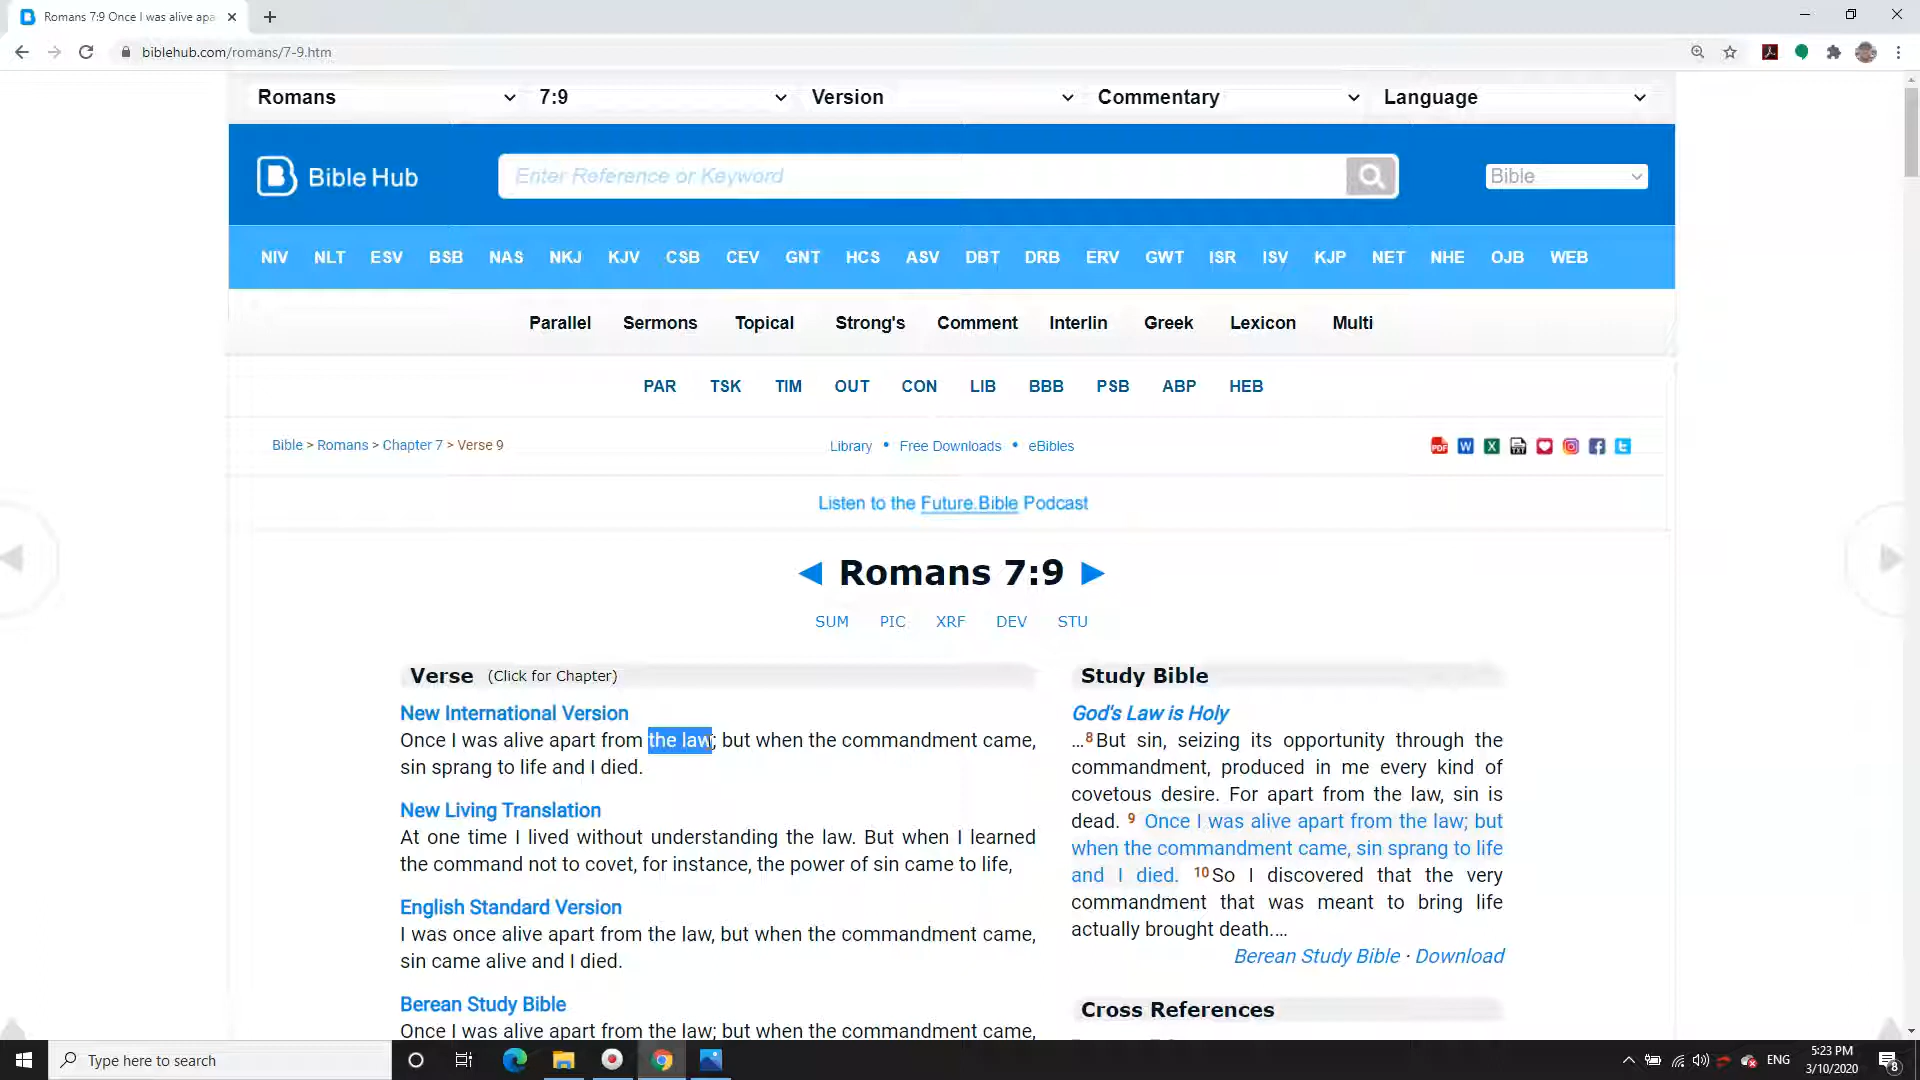 Romans 7:9 Once I was alive apa
biblehub.com/romans/7-9.htm
Romans 7:9 Version Commentary Language
Bible Hub Enter Reference or Keyword Bible
NIV NLT ESV BSB NAS NKJ KJV CSB CEV GNT HCS ASV DBT DRB ERV GWT ISR ISV KJP NET NHE OJB WEB
Parallel Sermons Topical Strong's Comment Interlin Greek Lexicon Multi
PAR TSK TIM OUT CON LIB BBB PSB ABP HEB
Bible > Romans > Chapter 7 > Verse 9 Library • Free Downloads • eBibles
Listen to the Future.Bible Podcast
◄ Romans 7:9 ►
SUM PIC XRF DEV STU
Verse (Click for Chapter)
New International Version
Once I was alive apart from the law; but when the commandment came,
sin sprang to life and I died.
New Living Translation
At one time I lived without understanding the law. But when I learned
the command not to covet, for instance, the power of sin came to life,
English Standard Version
I was once alive apart from the law, but when the commandment came,
sin came alive and I died.
Berean Study Bible
Once I was alive apart from the law; but when the commandment came,
Study Bible
God's Law is Holy
…8But sin, seizing its opportunity through the
commandment, produced in me every kind of
covetous desire. For apart from the law, sin is
dead. 9 Once I was alive apart from the law; but
when the commandment came, sin sprang to life
and I died. 10So I discovered that the very
commandment that was meant to bring life
actually brought death.…
Berean Study Bible · Download
Cross References
Type here to search
ENG
5:23 PM
3/10/2020
8